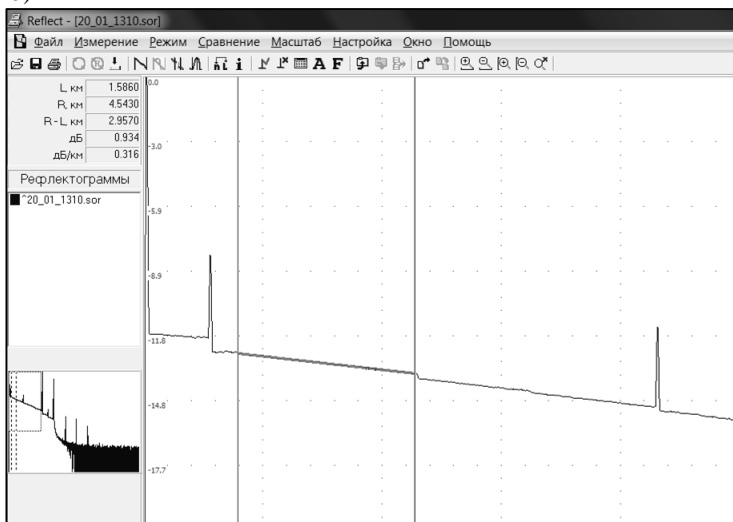 Reflect - [20_01_1310.sor]
Файл Измерение Режим Сравнение Масштаб Настройка Окно Помощь
L, км 1.5860
R, км 4.5430
R-L, км 2.9570
дБ 0.934
дБ/км 0.316
Рефлектограммы
^20_01_1310.sor
0.0
-3.0
-5.9
-8.9
-11.8
-14.8
-17.7